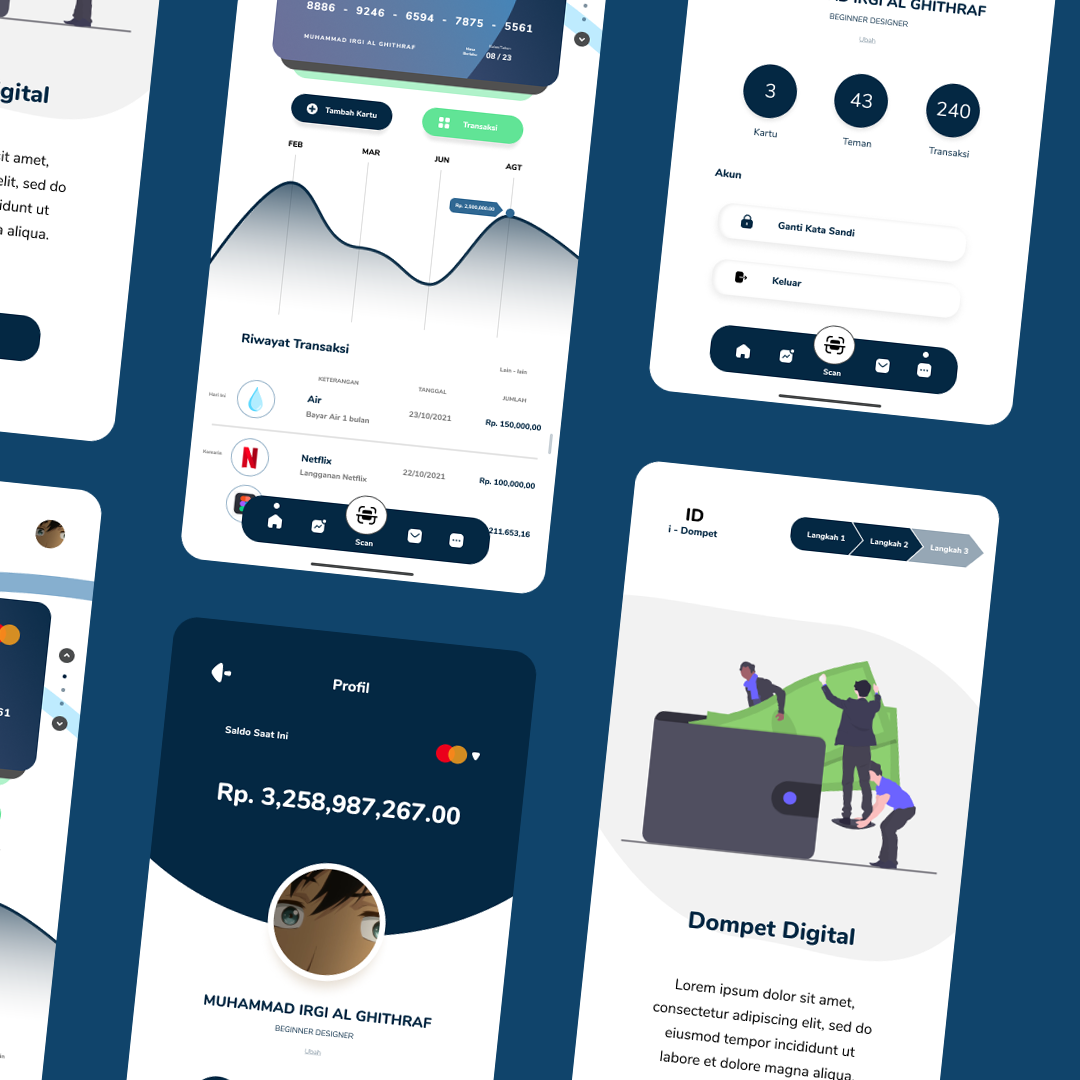 gital
sit amet,
elit, sed do
idunt ut
a aliqua.
8886 - 9246 - 6594 - 7875 - 5561
MUHAMMAD IRGI AL GHITHRAF
08 / 23
Tambah Kartu
Transaksi
FEB
MAR
JUN
AGT
Rp. 2,500,000.00
Riwayat Transaksi
Lain - lain
KETERANGAN
TANGGAL
JUMLAH
Hari ini
Air
Bayar Air 1 bulan
23/10/2021
Rp. 150,000,00
Kemarin
N
Netflix
Langganan Netflix
22/10/2021
Rp. 100,000,00
211.653,16
Scan
IRGI AL GHITHRAF
BEGINNER DESIGNER
Ubah
3
43
240
Kartu
Teman
Transaksi
Akun
Ganti Kata Sandi
Keluar
Scan
61
Profil
Saldo Saat Ini
Rp. 3,258,987,267.00
MUHAMMAD IRGI AL GHITHRAF
BEGINNER DESIGNER
Ubah
ID
i - Dompet
Langkah 1
Langkah 2
Langkah 3
Dompet Digital
Lorem ipsum dolor sit amet,
consectetur adipiscing elit, sed do
eiusmod tempor incididunt ut
labore et dolore magna aliqua.